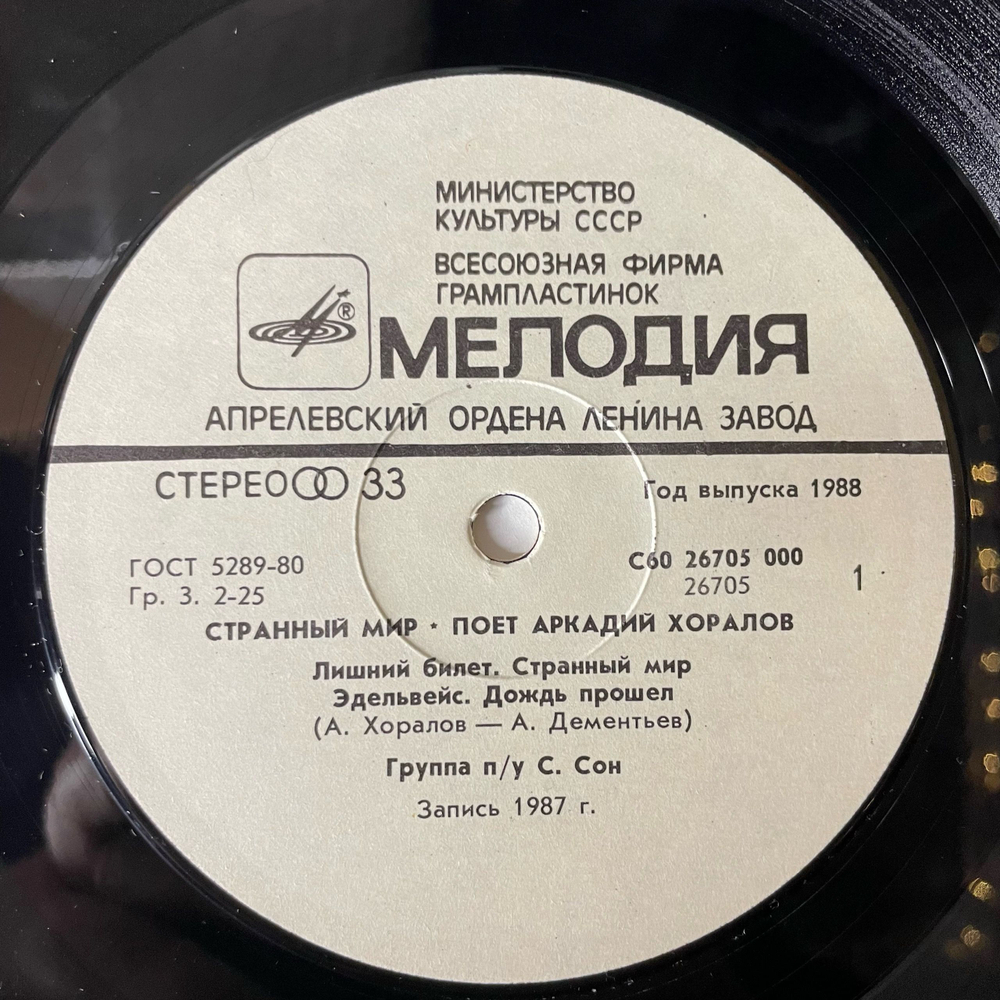 МИНИСТЕРСТВО
КУЛЬТУРЫ СССР
ВСЕСОЮЗНАЯ ФИРМА
ГРАМПЛАСТИНОК
®
МЕЛОДИЯ
АПРЕЛЕВСКИЙ ОРДЕНА ЛЕНИНА ЗАВОД
СТЕРЕО 33
Год выпуска 1988
ГОСТ 5289-80
Гр. 3. 2-25
С60 26705 000
26705
1
СТРАННЫЙ МИР • ПОЕТ АРКАДИЙ ХОРАЛОВ
Лишний билет. Странный мир
Эдельвейс. Дождь прошел
(А. Хоралов — А. Дементьев)
Группа п/у С. Сон
Запись 1987 г.